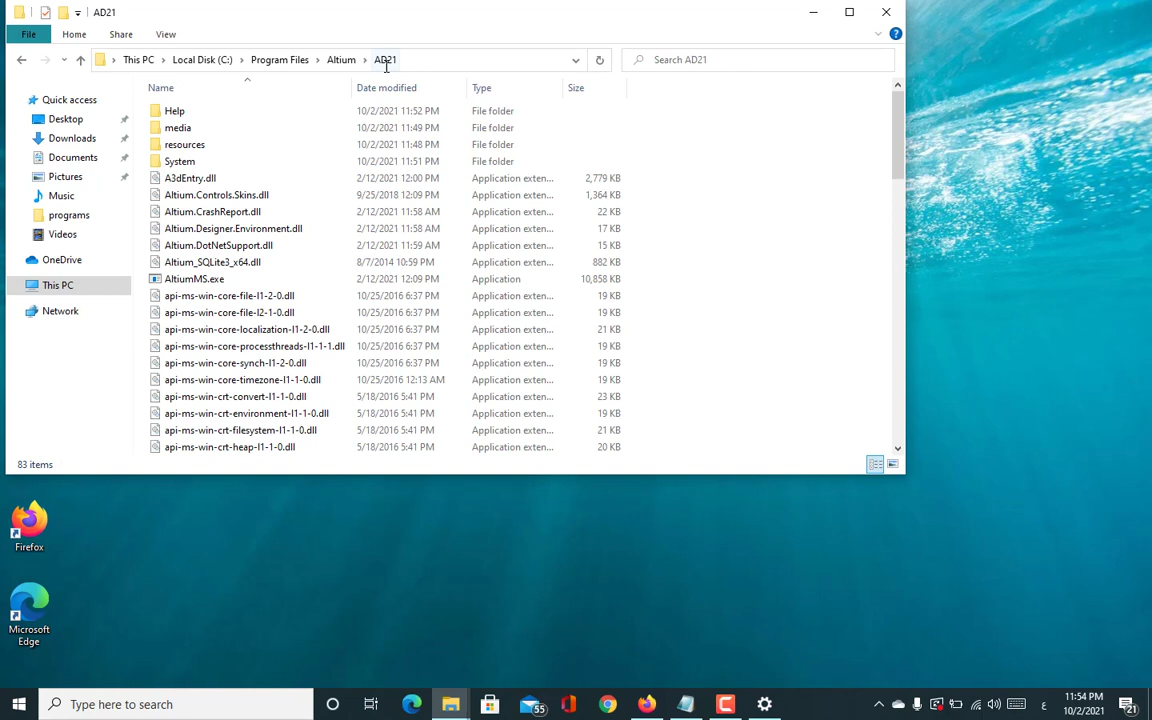 AD21
File Home Share View
This PC Local Disk (C:) Program Files Altium AD21 Search AD21
Name Date modified Type Size
Quick access
Desktop
Downloads
Documents
Pictures
Music
programs
Videos
OneDrive
This PC
Network
Help 10/2/2021 11:52 PM File folder
media 10/2/2021 11:49 PM File folder
resources 10/2/2021 11:48 PM File folder
System 10/2/2021 11:51 PM File folder
A3dEntry.dll 2/12/2021 12:00 PM Application exten... 2,779 KB
Altium.Controls.Skins.dll 9/25/2018 12:09 PM Application exten... 1,364 KB
Altium.CrashReport.dll 2/12/2021 11:58 AM Application exten... 22 KB
Altium.Designer.Environment.dll 2/12/2021 11:58 AM Application exten... 17 KB
Altium.DotNetSupport.dll 2/12/2021 11:59 AM Application exten... 15 KB
Altium_SQLite3_x64.dll 8/7/2014 10:59 PM Application exten... 882 KB
AltiumMS.exe 2/12/2021 12:09 PM Application 10,858 KB
api-ms-win-core-file-l1-2-0.dll 10/25/2016 6:37 PM Application exten... 19 KB
api-ms-win-core-file-l2-1-0.dll 10/25/2016 6:37 PM Application exten... 19 KB
api-ms-win-core-localization-l1-2-0.dll 10/25/2016 6:37 PM Application exten... 21 KB
api-ms-win-core-processthreads-l1-1-1.dll 10/25/2016 6:37 PM Application exten... 19 KB
api-ms-win-core-synch-l1-2-0.dll 10/25/2016 6:37 PM Application exten... 19 KB
api-ms-win-core-timezone-l1-1-0.dll 10/25/2016 12:13 AM Application exten... 19 KB
api-ms-win-crt-convert-l1-1-0.dll 5/18/2016 5:41 PM Application exten... 23 KB
api-ms-win-crt-environment-l1-1-0.dll 5/18/2016 5:41 PM Application exten... 19 KB
api-ms-win-crt-filesystem-l1-1-0.dll 5/18/2016 5:41 PM Application exten... 21 KB
api-ms-win-crt-heap-l1-1-0.dll 5/18/2016 5:41 PM Application exten... 20 KB
83 items
Firefox
Microsoft
Edge
Type here to search 55 ع 11:54 PM
10/2/2021 21